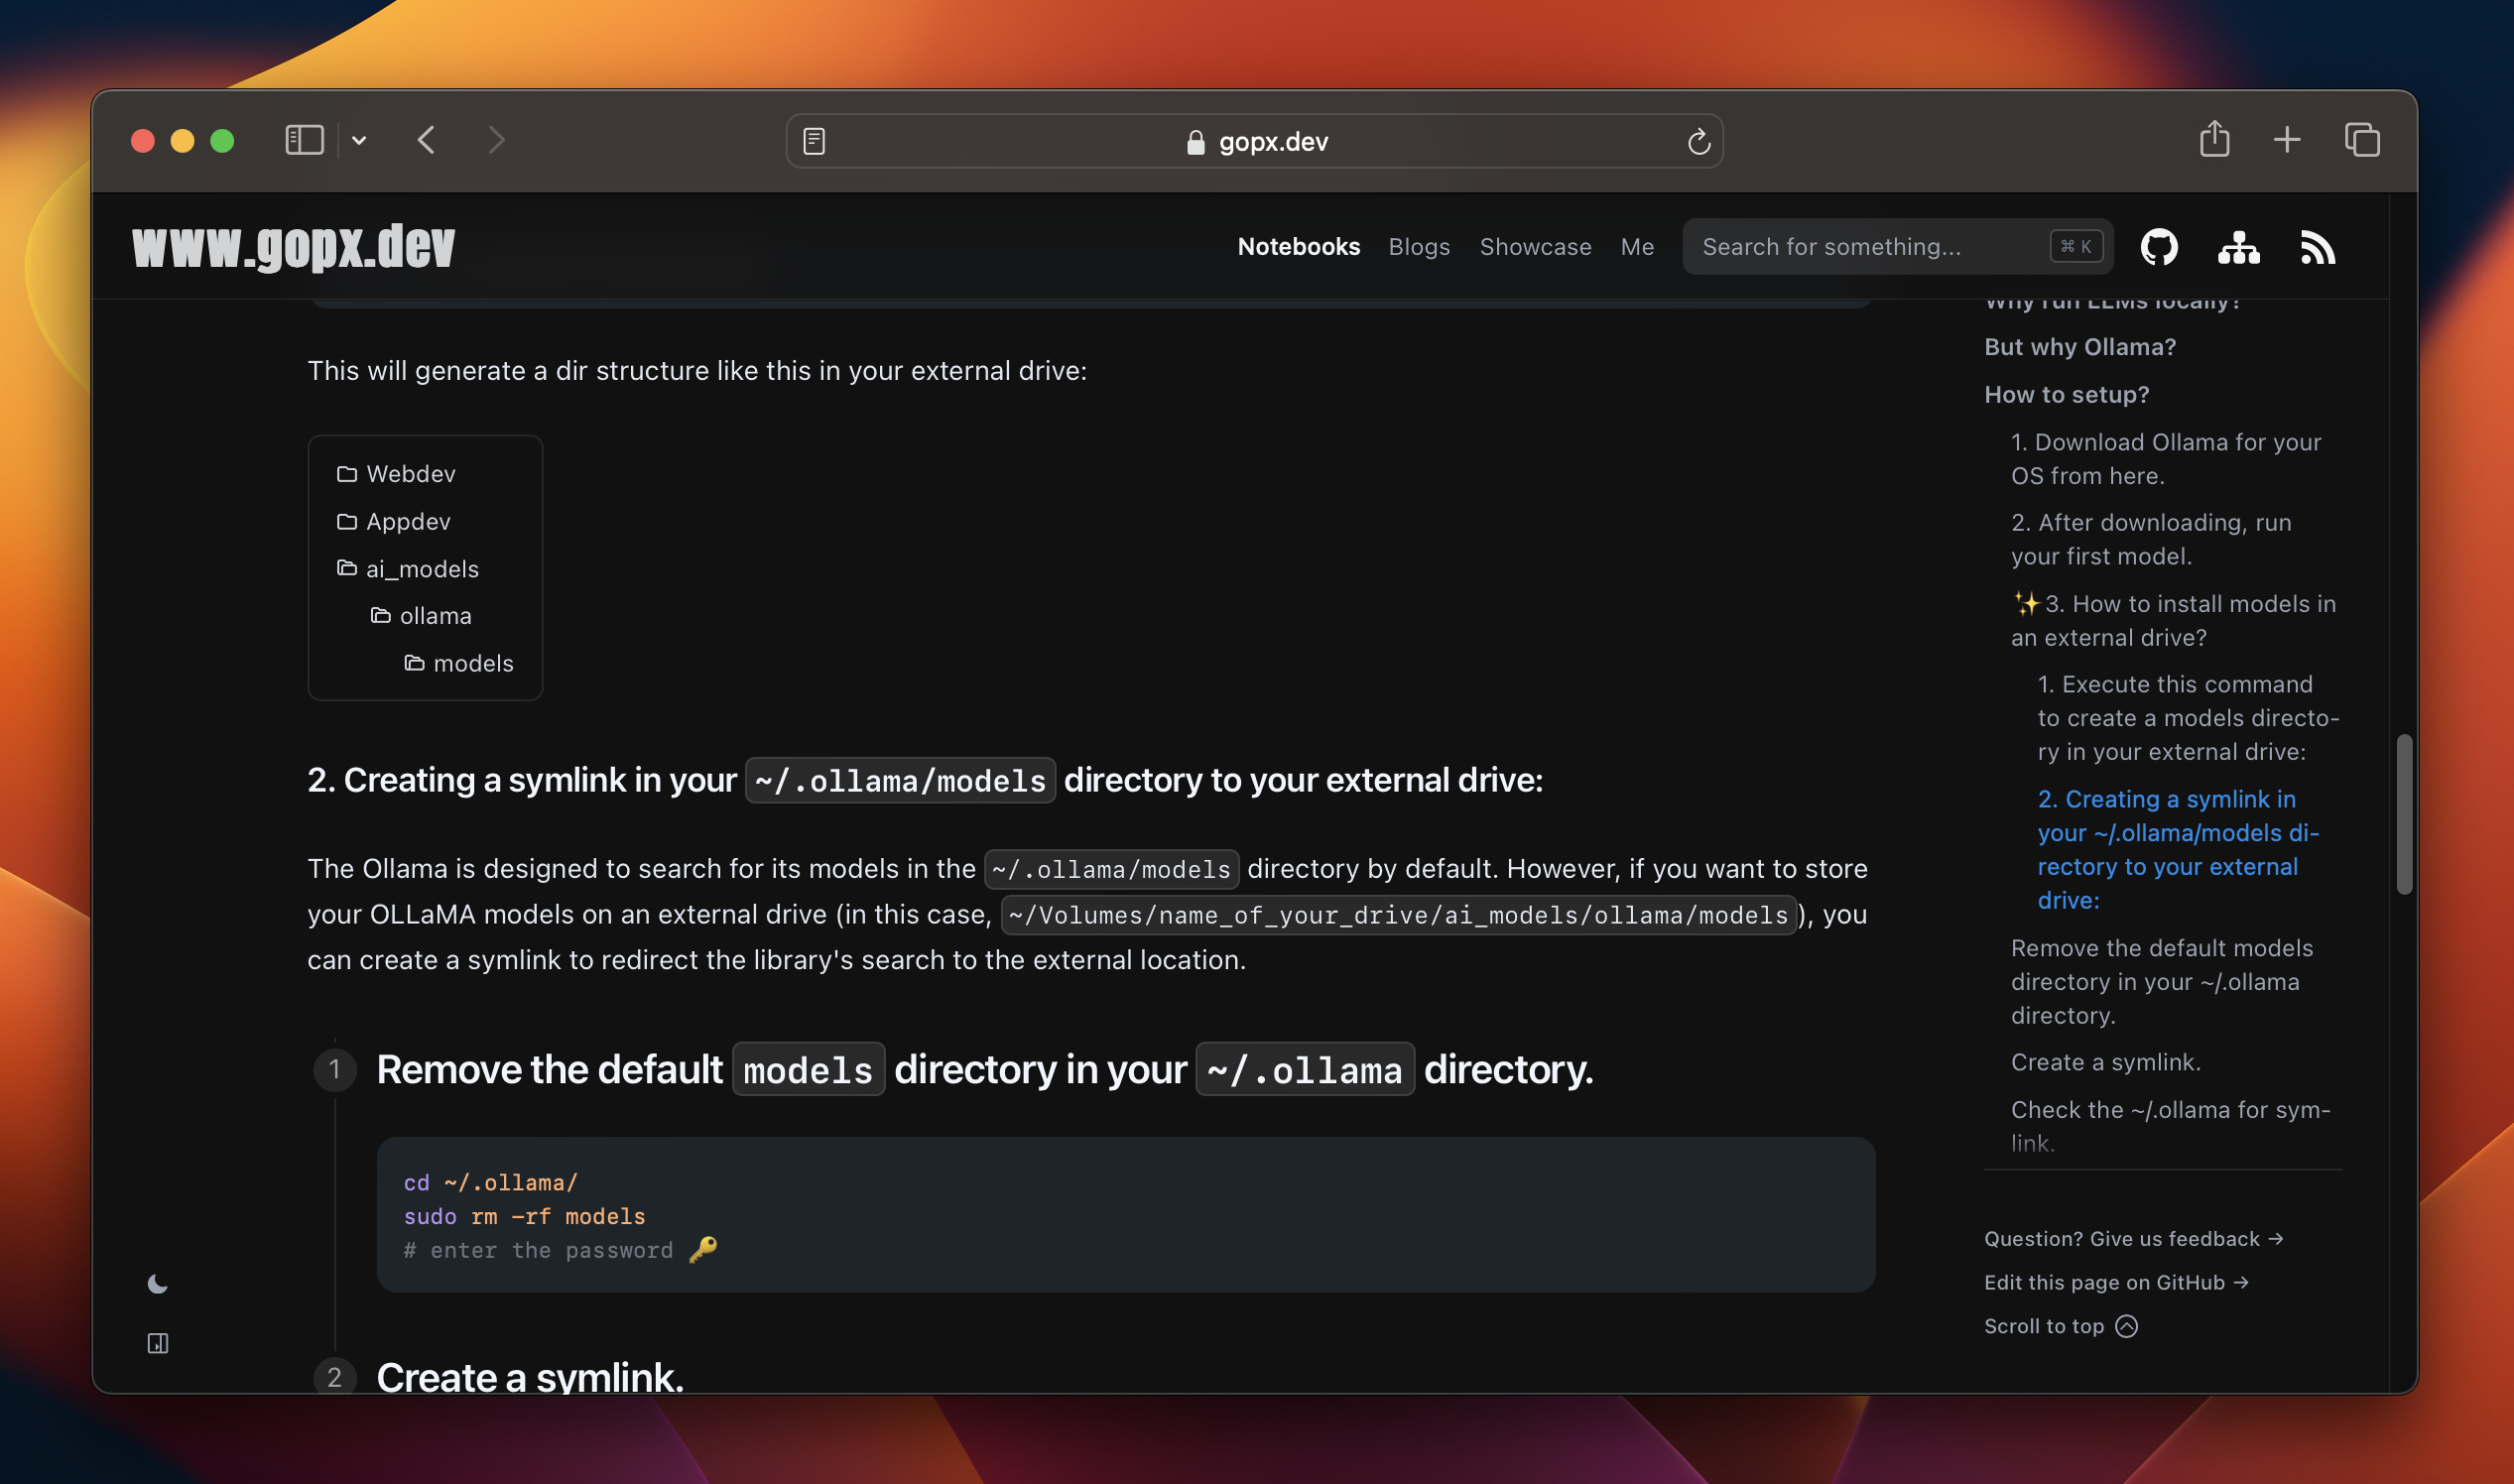 gopx.dev
www.gopx.dev
Notebooks
Blogs
Showcase
Me
Search for something...
⌘ K
This will generate a dir structure like this in your external drive:
Webdev
Appdev
ai_models
ollama
models
2. Creating a symlink in your ~/.ollama/models directory to your external drive:
The Ollama is designed to search for its models in the ~/.ollama/models directory by default. However, if you want to store
your OLLaMA models on an external drive (in this case, ~/Volumes/name_of_your_drive/ai_models/ollama/models), you
can create a symlink to redirect the library's search to the external location.
1
Remove the default models directory in your ~/.ollama directory.
cd ~/.ollama/
sudo rm -rf models
# enter the password 🔑
2
Create a symlink.
Why run LLMs locally?
But why Ollama?
How to setup?
1. Download Ollama for your
OS from here.
2. After downloading, run
your first model.
✨3. How to install models in
an external drive?
1. Execute this command
to create a models directo-
ry in your external drive:
2. Creating a symlink in
your ~/.ollama/models di-
rectory to your external
drive:
Remove the default models
directory in your ~/.ollama
directory.
Create a symlink.
Check the ~/.ollama for sym-
link.
Question? Give us feedback →
Edit this page on GitHub →
Scroll to top